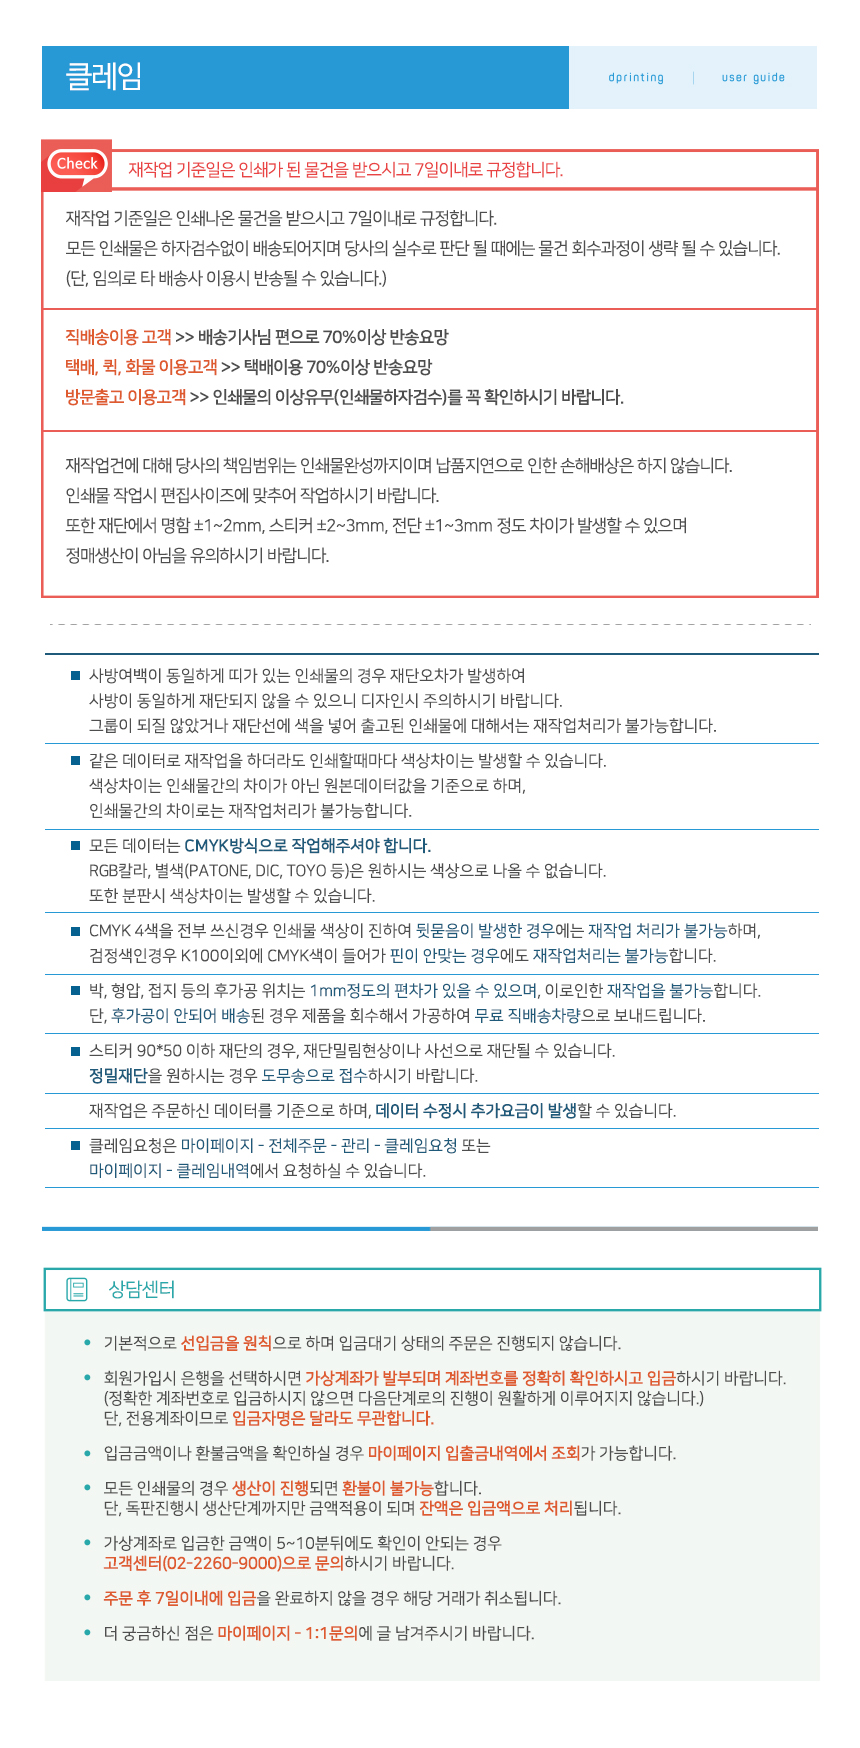 클레임
dprinting | user guide
Check
재작업 기준일은 인쇄가 된 물건을 받으시고 7일이내로 규정합니다.
재작업 기준일은 인쇄나온 물건을 받으시고 7일이내로 규정합니다.
모든 인쇄물은 하자검수없이 배송되어지며 당사의 실수로 판단 될 때에는 물건 회수과정이 생략 될 수 있습니다.
(단, 임의로 타 배송사 이용시 반송될 수 있습니다.)
직배송이용 고객 >> 배송기사님 편으로 70%이상 반송요망
택배, 퀵, 화물 이용고객 >> 택배이용 70%이상 반송요망
방문출고 이용고객 >> 인쇄물의 이상유무(인쇄물하자검수)를 꼭 확인하시기 바랍니다.
재작업건에 대해 당사의 책임범위는 인쇄물완성까지이며 납품지연으로 인한 손해배상은 하지 않습니다.
인쇄물 작업시 편집사이즈에 맞추어 작업하시기 바랍니다.
또한 재단에서 명함 ±1~2mm, 스티커 ±2~3mm, 전단 ±1~3mm 정도 차이가 발생할 수 있으며
정매생산이 아님을 유의하시기 바랍니다.
■ 사방여백이 동일하게 띠가 있는 인쇄물의 경우 재단오차가 발생하여
사방이 동일하게 재단되지 않을 수 있으니 디자인시 주의하시기 바랍니다.
그룹이 되질 않았거나 재단선에 색을 넣어 출고된 인쇄물에 대해서는 재작업처리가 불가능합니다.
■ 같은 데이터로 재작업을 하더라도 인쇄할때마다 색상차이는 발생할 수 있습니다.
색상차이는 인쇄물간의 차이가 아닌 원본데이터값을 기준으로 하며,
인쇄물간의 차이로는 재작업처리가 불가능합니다.
■ 모든 데이터는 CMYK방식으로 작업해주셔야 합니다.
RGB칼라, 별색(PATONE, DIC, TOYO 등)은 원하시는 색상으로 나올 수 없습니다.
또한 분판시 색상차이는 발생할 수 있습니다.
■ CMYK 4색을 전부 쓰신경우 인쇄물 색상이 진하여 뒷묻음이 발생한 경우에는 재작업 처리가 불가능하며,
검정색인경우 K100이외에 CMYK색이 들어가 핀이 안맞는 경우에도 재작업처리는 불가능합니다.
■ 박, 형압, 접지 등의 후가공 위치는 1mm정도의 편차가 있을 수 있으며, 이로인한 재작업을 불가능합니다.
단, 후가공이 안되어 배송된 경우 제품을 회수해서 가공하여 무료 직배송차량으로 보내드립니다.
■ 스티커 90*50 이하 재단의 경우, 재단밀림현상이나 사선으로 재단될 수 있습니다.
정밀재단을 원하시는 경우 도무송으로 접수하시기 바랍니다.
재작업은 주문하신 데이터를 기준으로 하며, 데이터 수정시 추가요금이 발생할 수 있습니다.
■ 클레임요청은 마이페이지 - 전체주문 - 관리 - 클레임요청 또는
마이페이지 - 클레임내역에서 요청하실 수 있습니다.
상담센터
• 기본적으로 선입금을 원칙으로 하며 입금대기 상태의 주문은 진행되지 않습니다.
• 회원가입시 은행을 선택하시면 가상계좌가 발부되며 계좌번호를 정확히 확인하시고 입금하시기 바랍니다.
(정확한 계좌번호로 입금하시지 않으면 다음단계로의 진행이 원활하게 이루어지지 않습니다.)
단, 전용계좌이므로 입금자명은 달라도 무관합니다.
• 입금금액이나 환불금액을 확인하실 경우 마이페이지 입출금내역에서 조회가 가능합니다.
• 모든 인쇄물의 경우 생산이 진행되면 환불이 불가능합니다.
단, 독판진행시 생산단계까지만 금액적용이 되며 잔액은 입금액으로 처리됩니다.
• 가상계좌로 입금한 금액이 5~10분뒤에도 확인이 안되는 경우
고객센터(02-2260-9000)으로 문의하시기 바랍니다.
• 주문 후 7일이내에 입금을 완료하지 않을 경우 해당 거래가 취소됩니다.
• 더 궁금하신 점은 마이페이지 - 1:1문의에 글 남겨주시기 바랍니다.